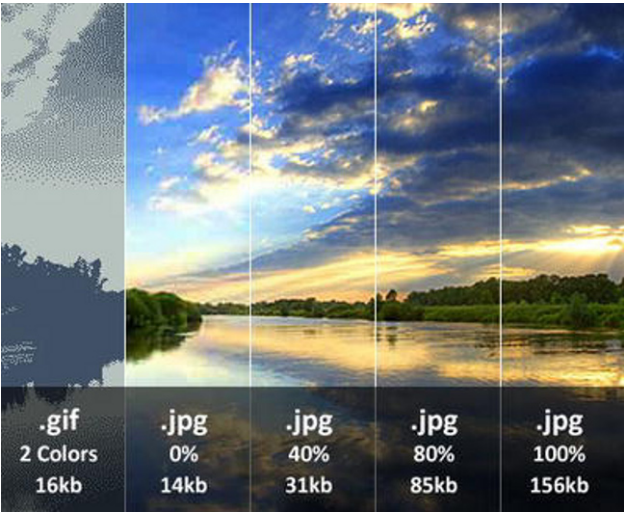 .gif
2 Colors
16kb
.jpg
0%
14kb
.jpg
40%
31kb
.jpg
80%
85kb
.jpg
100%
156kb